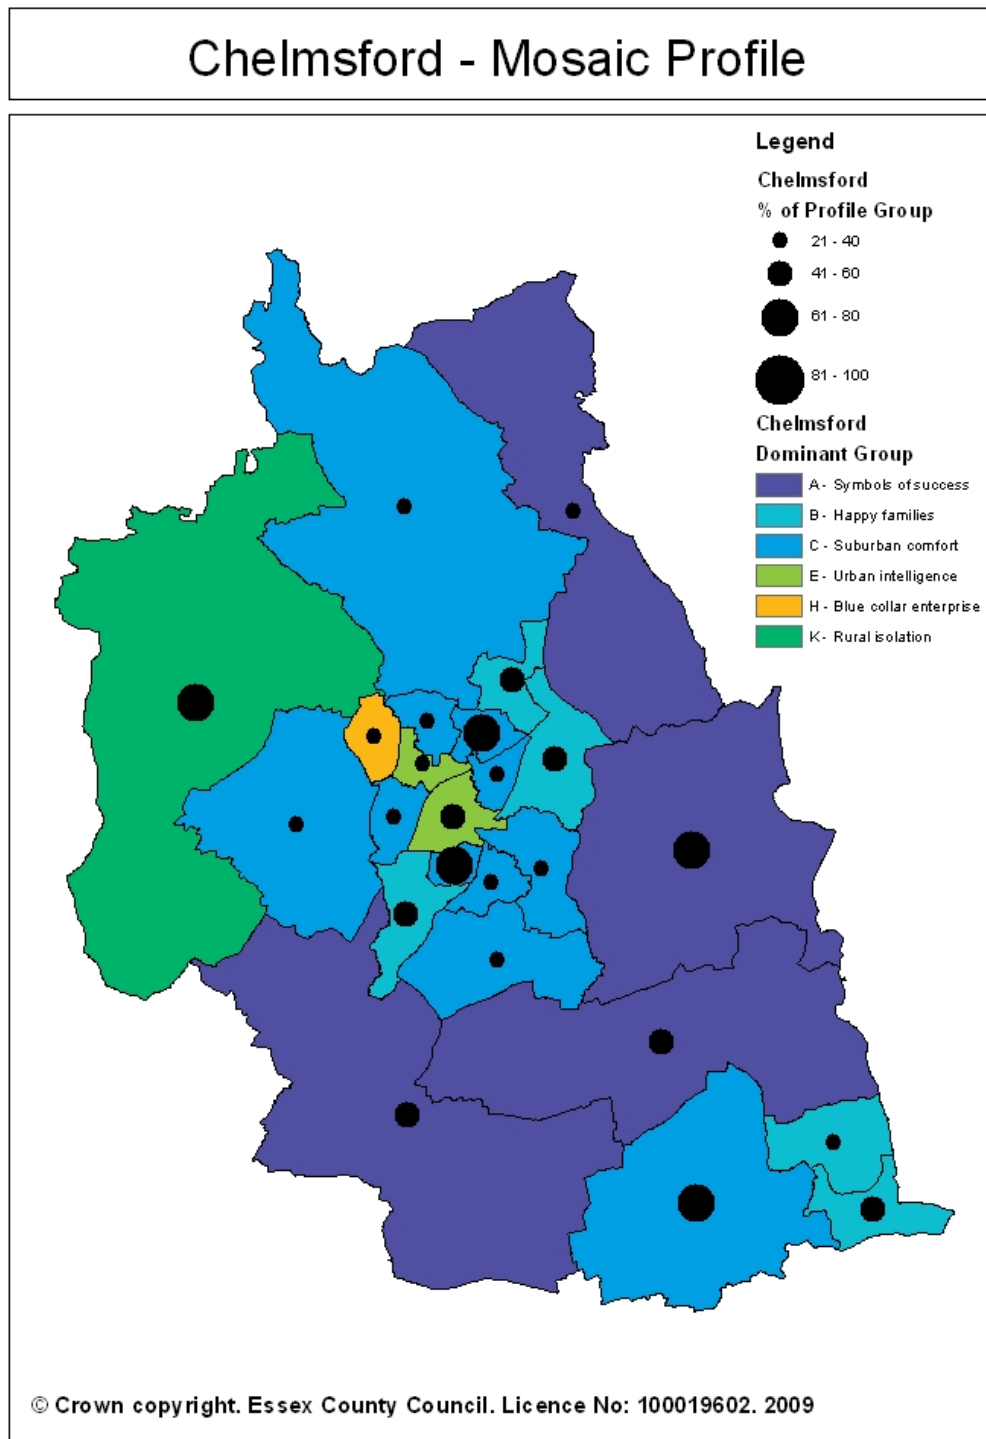 Chelmsford - Mosaic Profile
Legend
Chelmsford
% of Profile Group
21 - 40
41 - 60
61 - 80
81 - 100
Chelmsford
Dominant Group
A - Symbols of success
B - Happy families
C - Suburban comfort
E - Urban intelligence
H - Blue collar enterprise
K - Rural isolation
© Crown copyright. Essex County Council. Licence No: 100019602. 2009